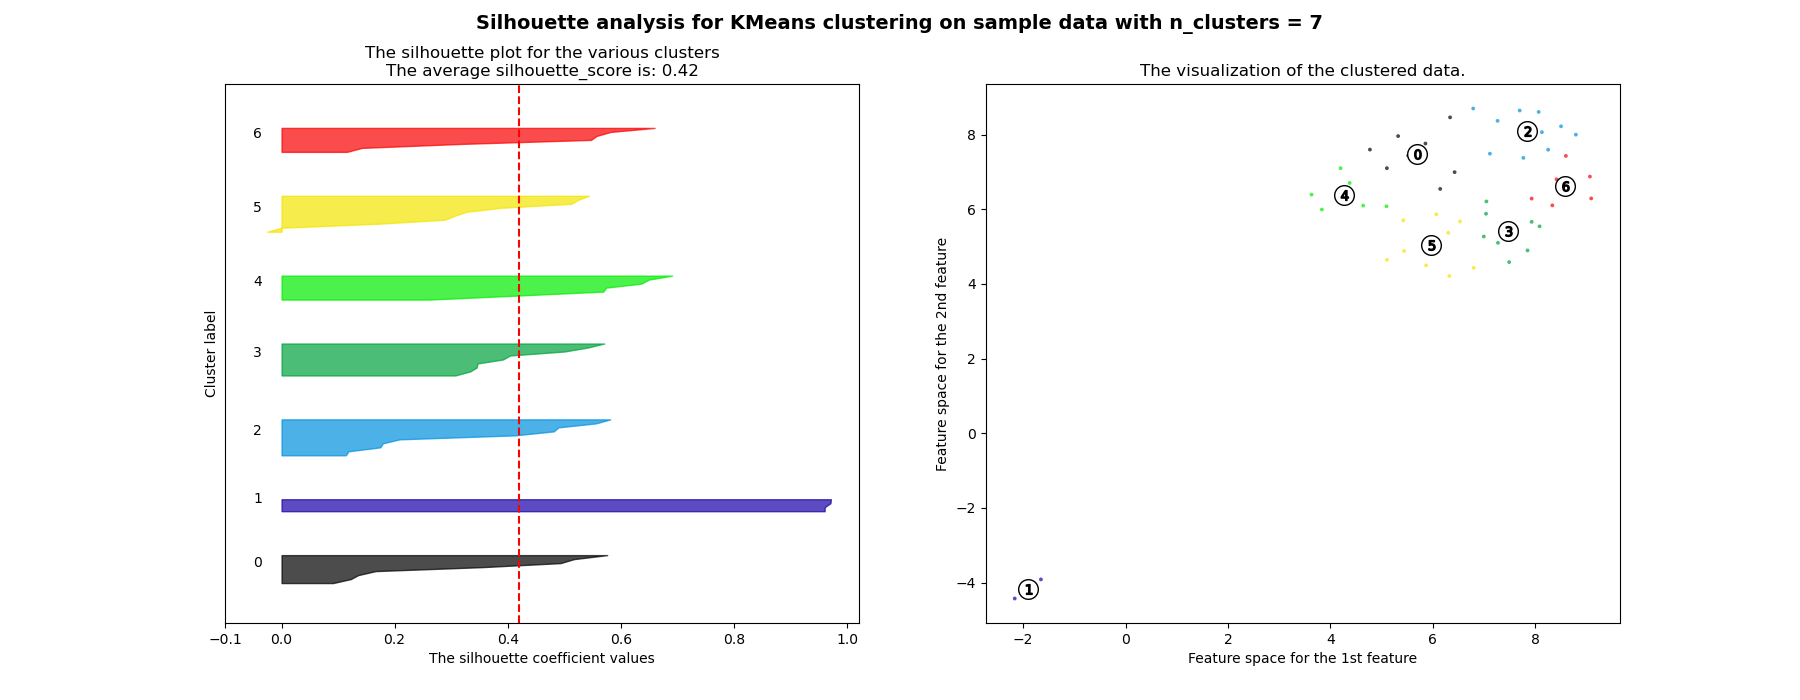 Silhouette analysis for KMeans clustering on sample data with n_clusters = 7
The silhouette plot for the various clusters
The average silhouette_score is: 0.42
6
5
4
3
2
1
0
Cluster label
−0.1 0.0 0.2 0.4 0.6 0.8 1.0
The silhouette coefficient values
The visualization of the clustered data.
8
6
4
2
0
−2
−4
Feature space for the 2nd feature
2
0
6
4
3
5
1
−2 0 2 4 6 8
Feature space for the 1st feature